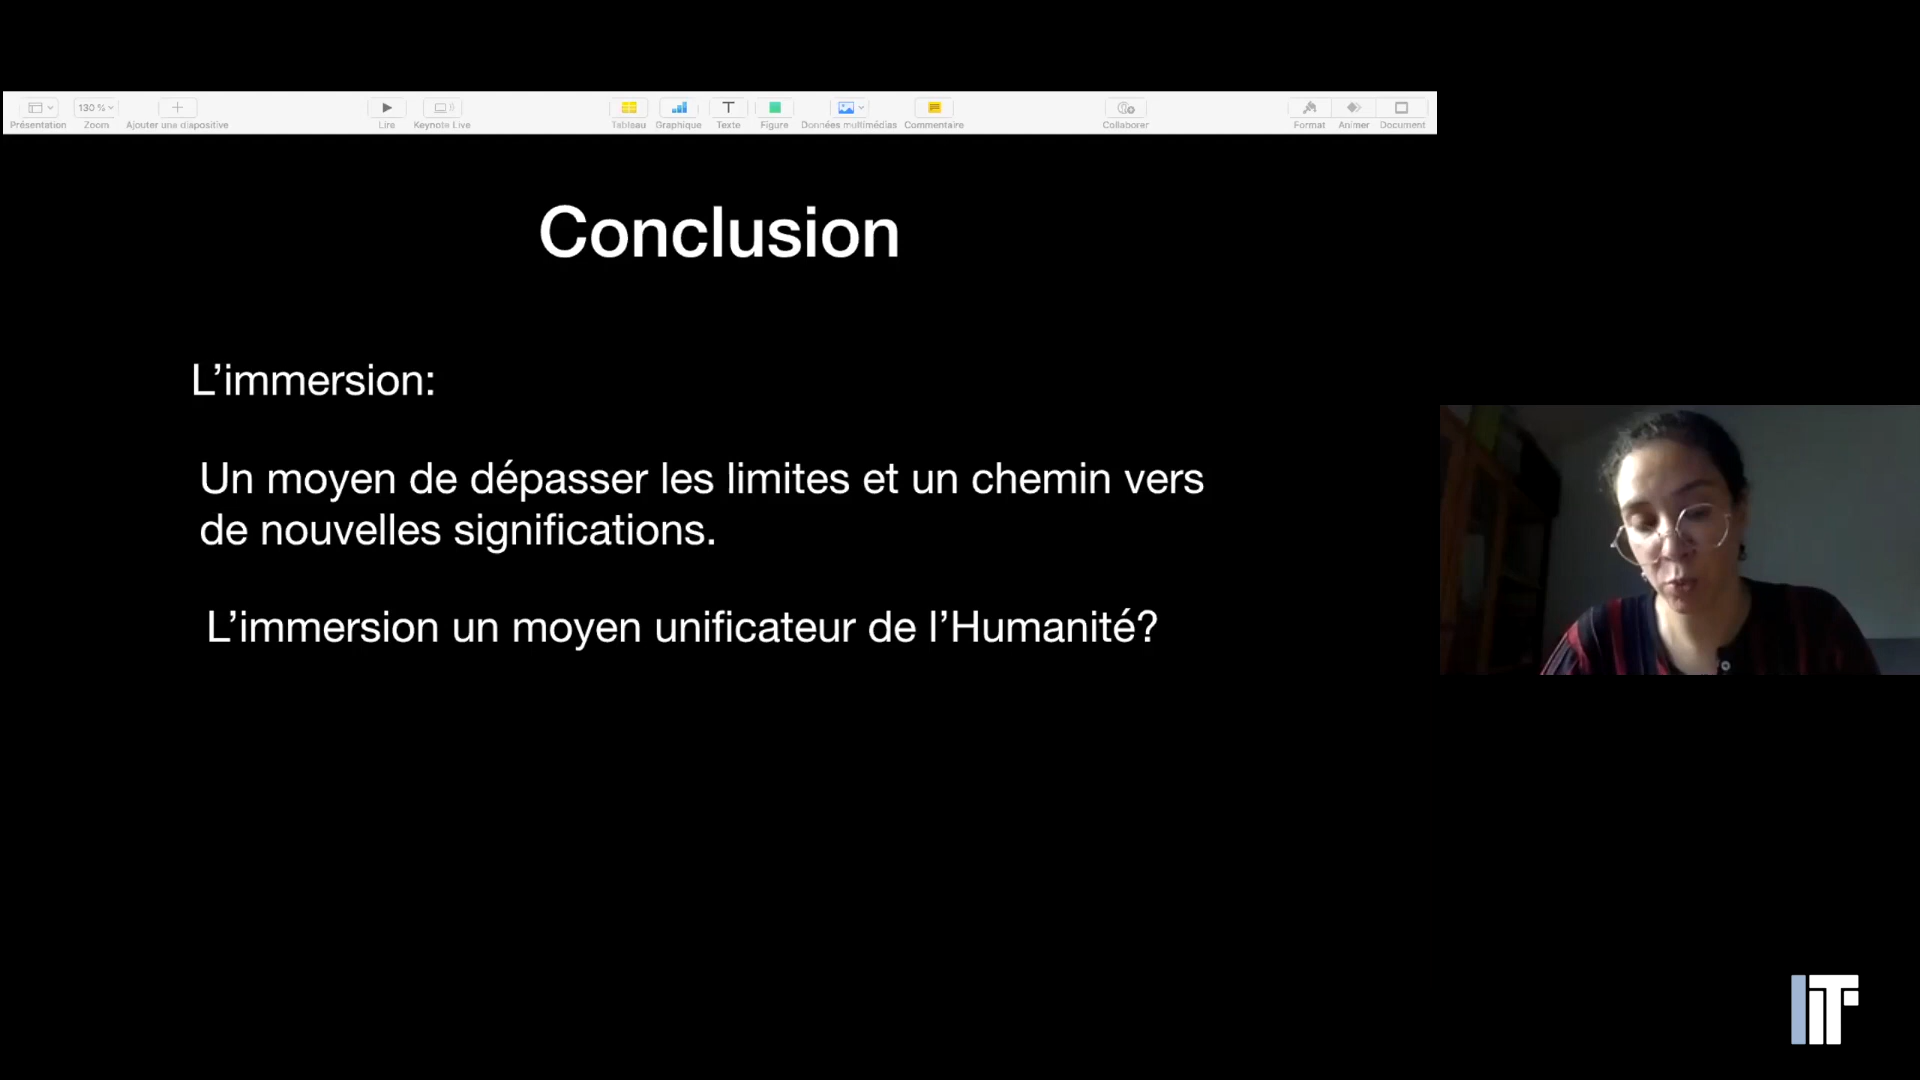 130 %
Présentation Zoom Ajouter une diapositive Lire Keynote Live Tableau Graphique Texte Figure Données multimédias Commentaire Collaborer Format Animer Document
Conclusion
L’immersion:
Un moyen de dépasser les limites et un chemin vers
de nouvelles significations.
L’immersion un moyen unificateur de l’Humanité?